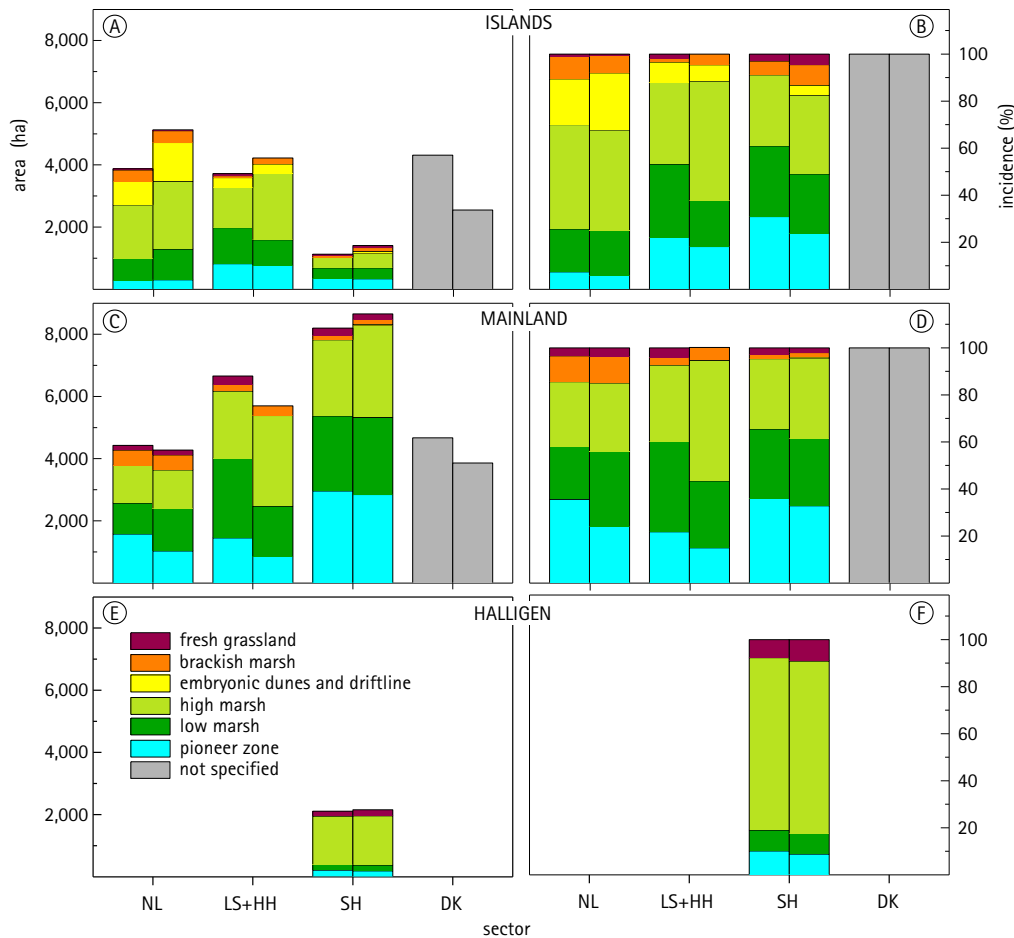 A
ISLANDS
B
8,000
6,000
4,000
2,000
area (ha)
100
80
60
40
20
incidence (%)
C
MAINLAND
D
8,000
6,000
4,000
2,000
100
80
60
40
20
E
HALLIGEN
F
8,000
6,000
4,000
2,000
fresh grassland
brackish marsh
embryonic dunes and driftline
high marsh
low marsh
pioneer zone
not specified
100
80
60
40
20
NL LS+HH SH DK
NL LS+HH SH DK
sector